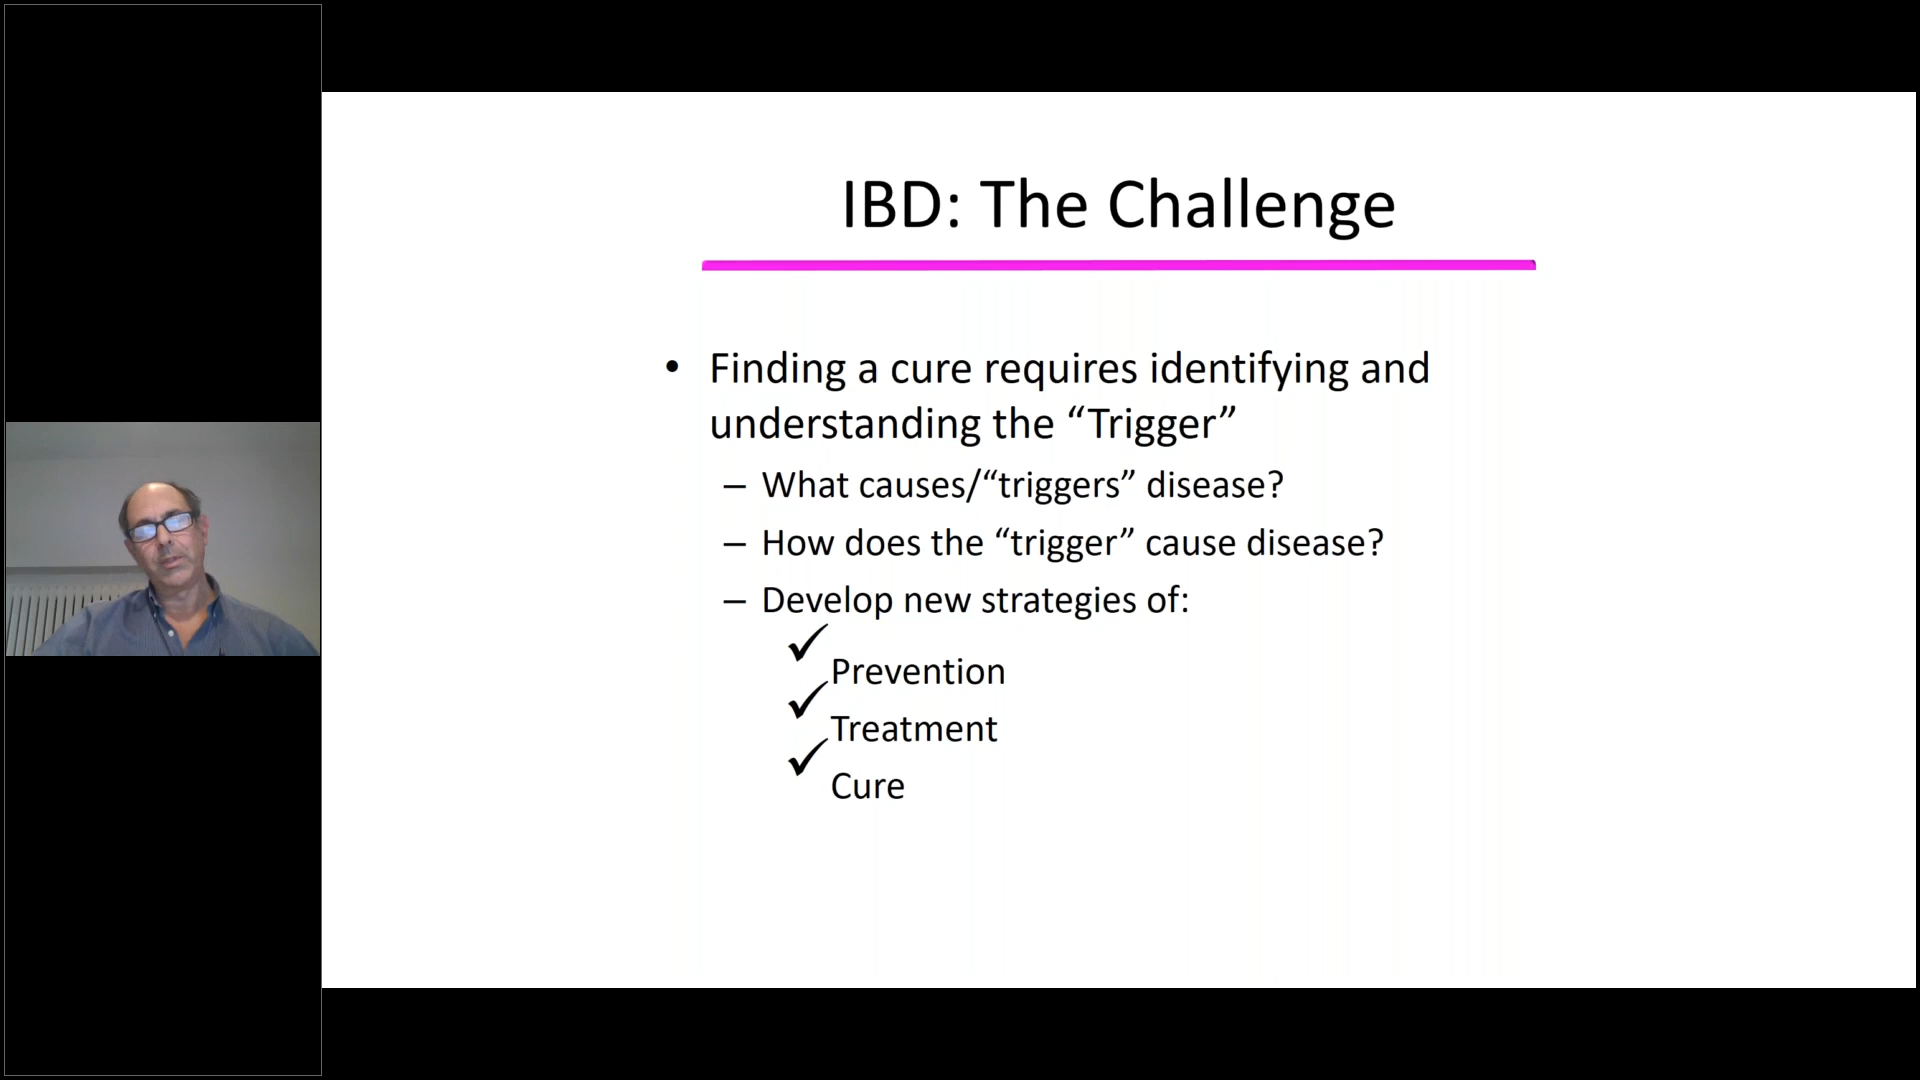 IBD: The Challenge
• Finding a cure requires identifying and
understanding the “Trigger”
– What causes/“triggers” disease?
– How does the “trigger” cause disease?
– Develop new strategies of:
✓ Prevention
✓ Treatment
✓ Cure